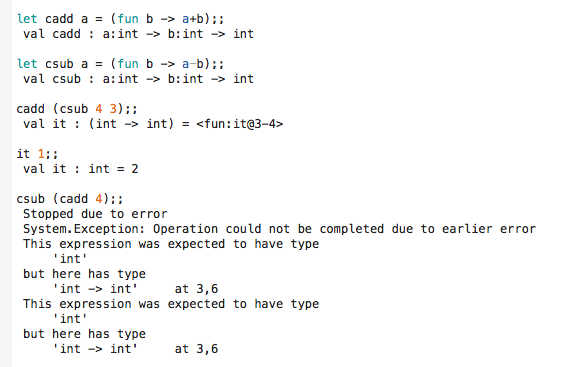 let cadd a = (fun b -> a+b);;
val cadd : a:int -> b:int -> int
let csub a = (fun b -> a-b);;
val csub : a:int -> b:int -> int
cadd (csub 4 3);;
val it : (int -> int) = <fun:it@3-4>
it 1;;
val it : int = 2
csub (cadd 4);;
Stopped due to error
System.Exception: Operation could not be completed due to earlier error
This expression was expected to have type
'int'
but here has type
'int -> int' at 3,6
This expression was expected to have type
'int'
but here has type
'int -> int' at 3,6